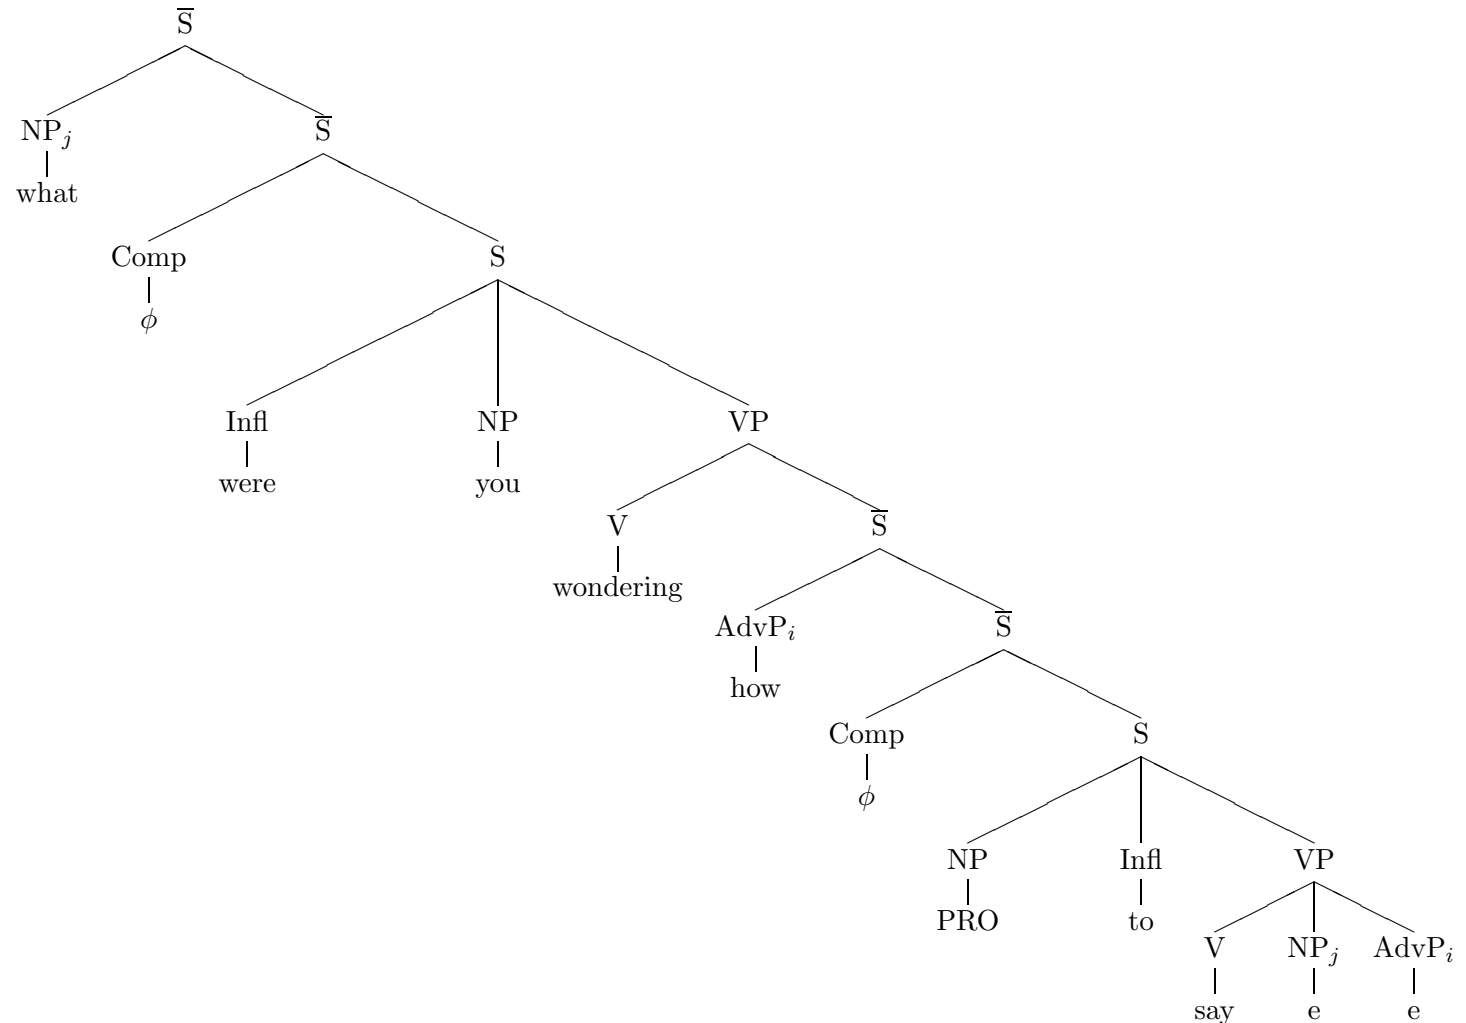 S̅
NPⱼ S̅
what
Comp S
ϕ
Infl NP VP
were you
V S̅
wondering
AdvPᵢ S̅
how
Comp S
ϕ
NP Infl VP
PRO to
V NPⱼ AdvPᵢ
say e e